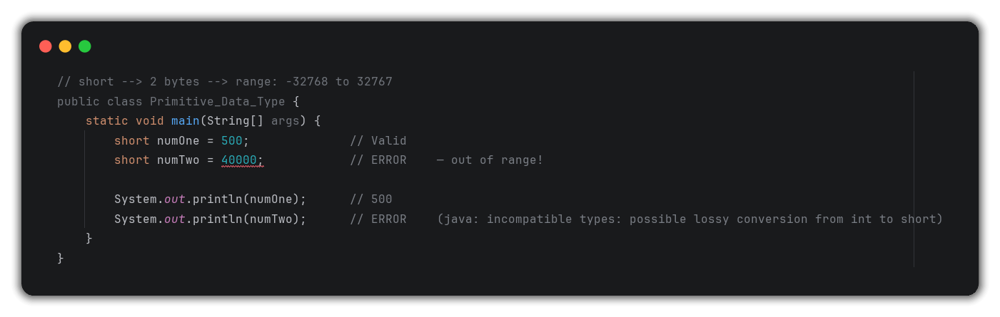 // short --> 2 bytes --> range: -32768 to 32767
public class Primitive_Data_Type {
    static void main(String[] args) {
        short numOne = 500;              // Valid
        short numTwo = 40000;            // ERROR    — out of range!

        System.out.println(numOne);      // 500
        System.out.println(numTwo);      // ERROR    (java: incompatible types: possible lossy conversion from int to short)
    }
}